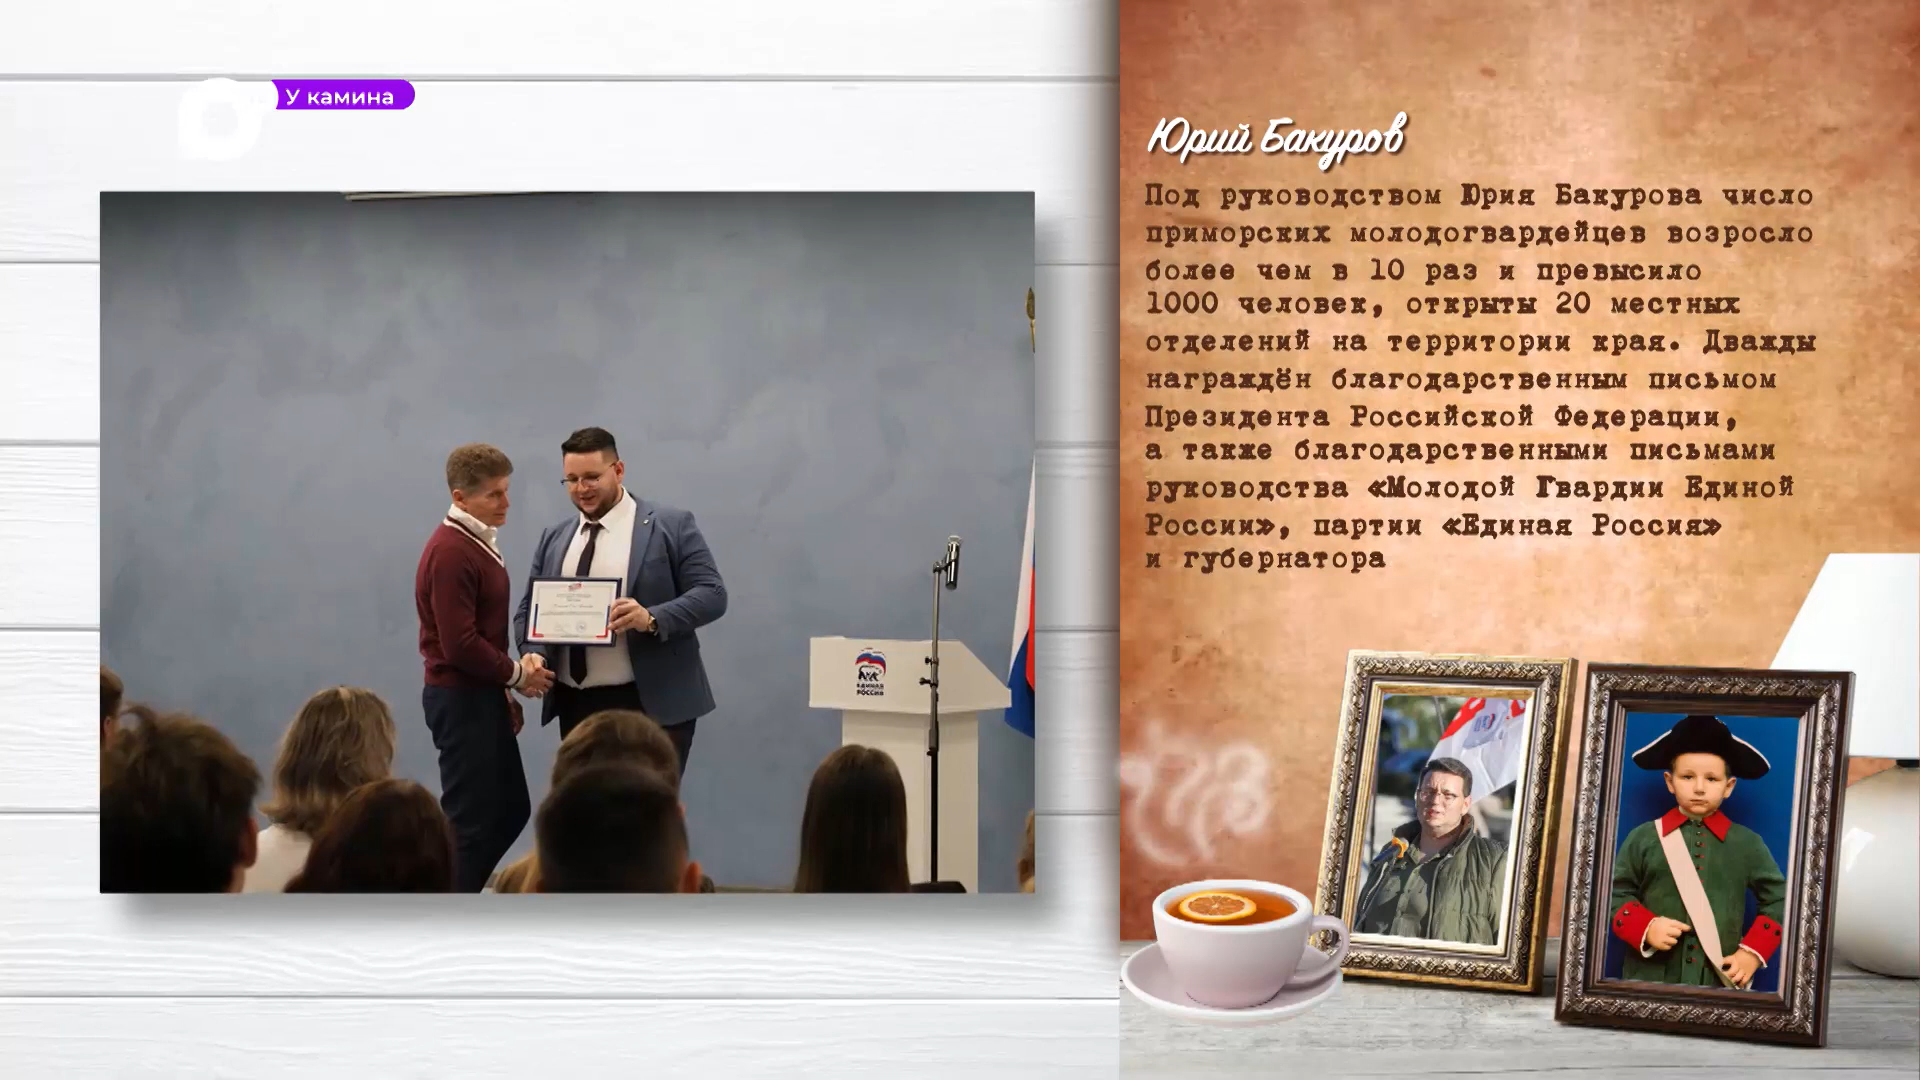 У камина
Юрий Бакуров
Под руководством Юрия Бакурова число
приморских молодогвардейцев возросло
более чем в 10 раз и превысило
1000 человек, открыты 20 местных
отделений на территории края. Дважды
награждён благодарственным письмом
Президента Российской Федерации,
а также благодарственными письмами
руководства «Молодой Гвардии Единой
России», партии «Единая Россия»
и губернатора
ЕДИНАЯ
РОССИЯ